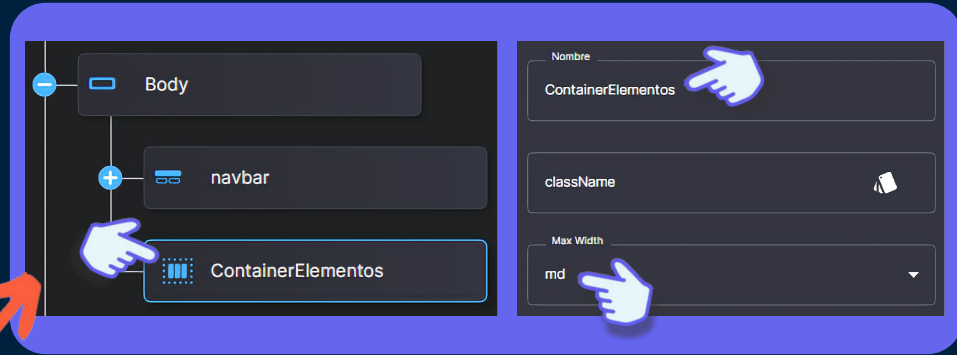 Body
navbar
ContainerElementos
Nombre
ContainerElementos
className
Max Width
md